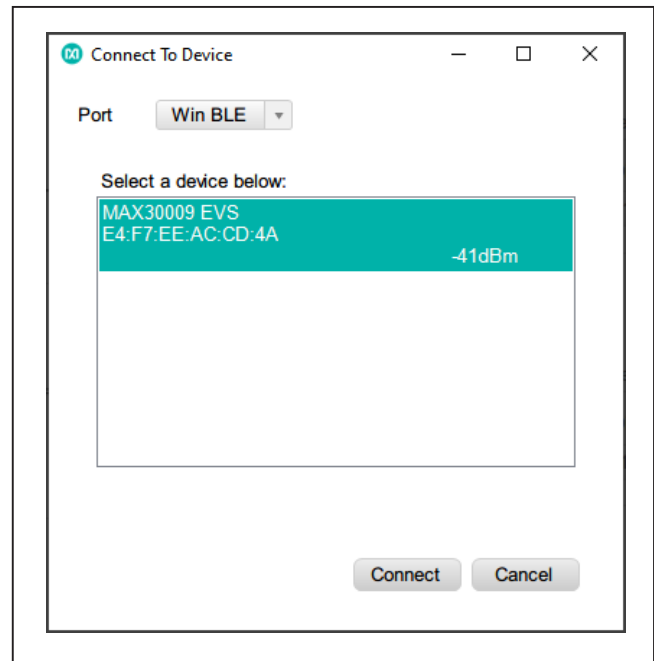 Connect To Device
Port Win BLE
Select a device below:
MAX30009 EVS
E4:F7:EE:AC:CD:4A
-41dBm
Connect Cancel